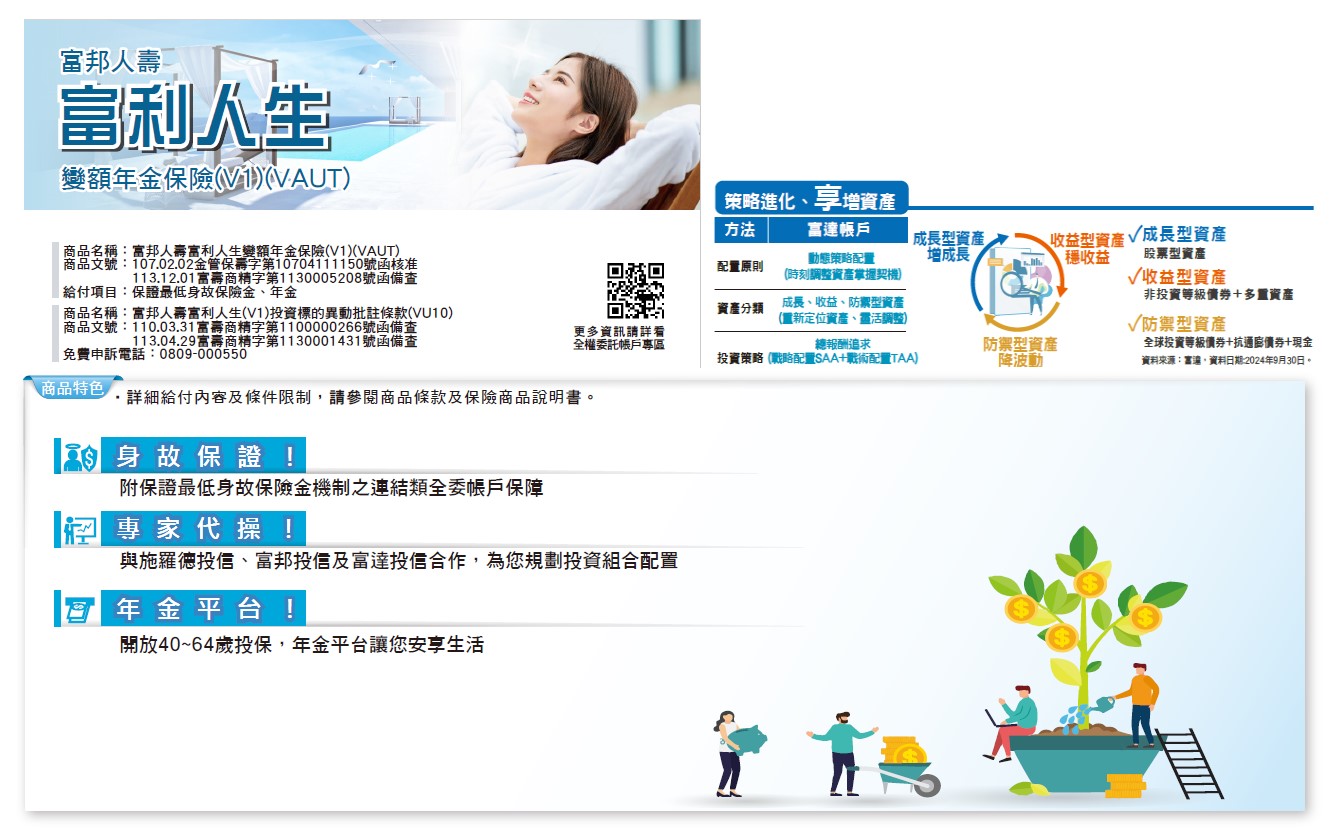 富邦人壽
富利人生
變額年金保險(V1)(VAUT)
商品名稱：富邦人壽富利人生變額年金保險(V1)(VAUT)
商品文號：107.02.02金管保壽字第10704111150號函核准
113.12.01富壽商精字第1130005208號函備查
給付項目：保證最低身故保險金、年金
商品名稱：富邦人壽富利人生(V1)投資標的異動批註條款(VU10)
商品文號：110.03.31富壽商精字第1100000266號函備查
113.04.29富壽商精字第1130001431號函備查
免費申訴電話：0809-000550
更多資訊請詳看
全權委託帳戶專區
策略進化、享增資產
方法 富達帳戶
配置原則 動態策略配置
(時刻調整資產掌握契機)
資產分類 成長、收益、防禦型資產
(重新定位資產、靈活調整)
投資策略 總報酬追求
(戰略配置SAA+戰術配置TAA)
成長型資產
增成長
收益型資產
穩收益
防禦型資產
降波動
✓成長型資產
股票型資產
✓收益型資產
非投資等級債券＋多重資產
✓防禦型資產
全球投資等級債券+抗通膨債券+現金
資料來源：富達，資料日期:2024年9月30日。
商品特色
・詳細給付內容及條件限制，請參閱商品條款及保險商品說明書。
身故保證！
附保證最低身故保險金機制之連結類全委帳戶保障
專家代操！
與施羅德投信、富邦投信及富達投信合作，為您規劃投資組合配置
年金平台！
開放40~64歲投保，年金平台讓您安享生活